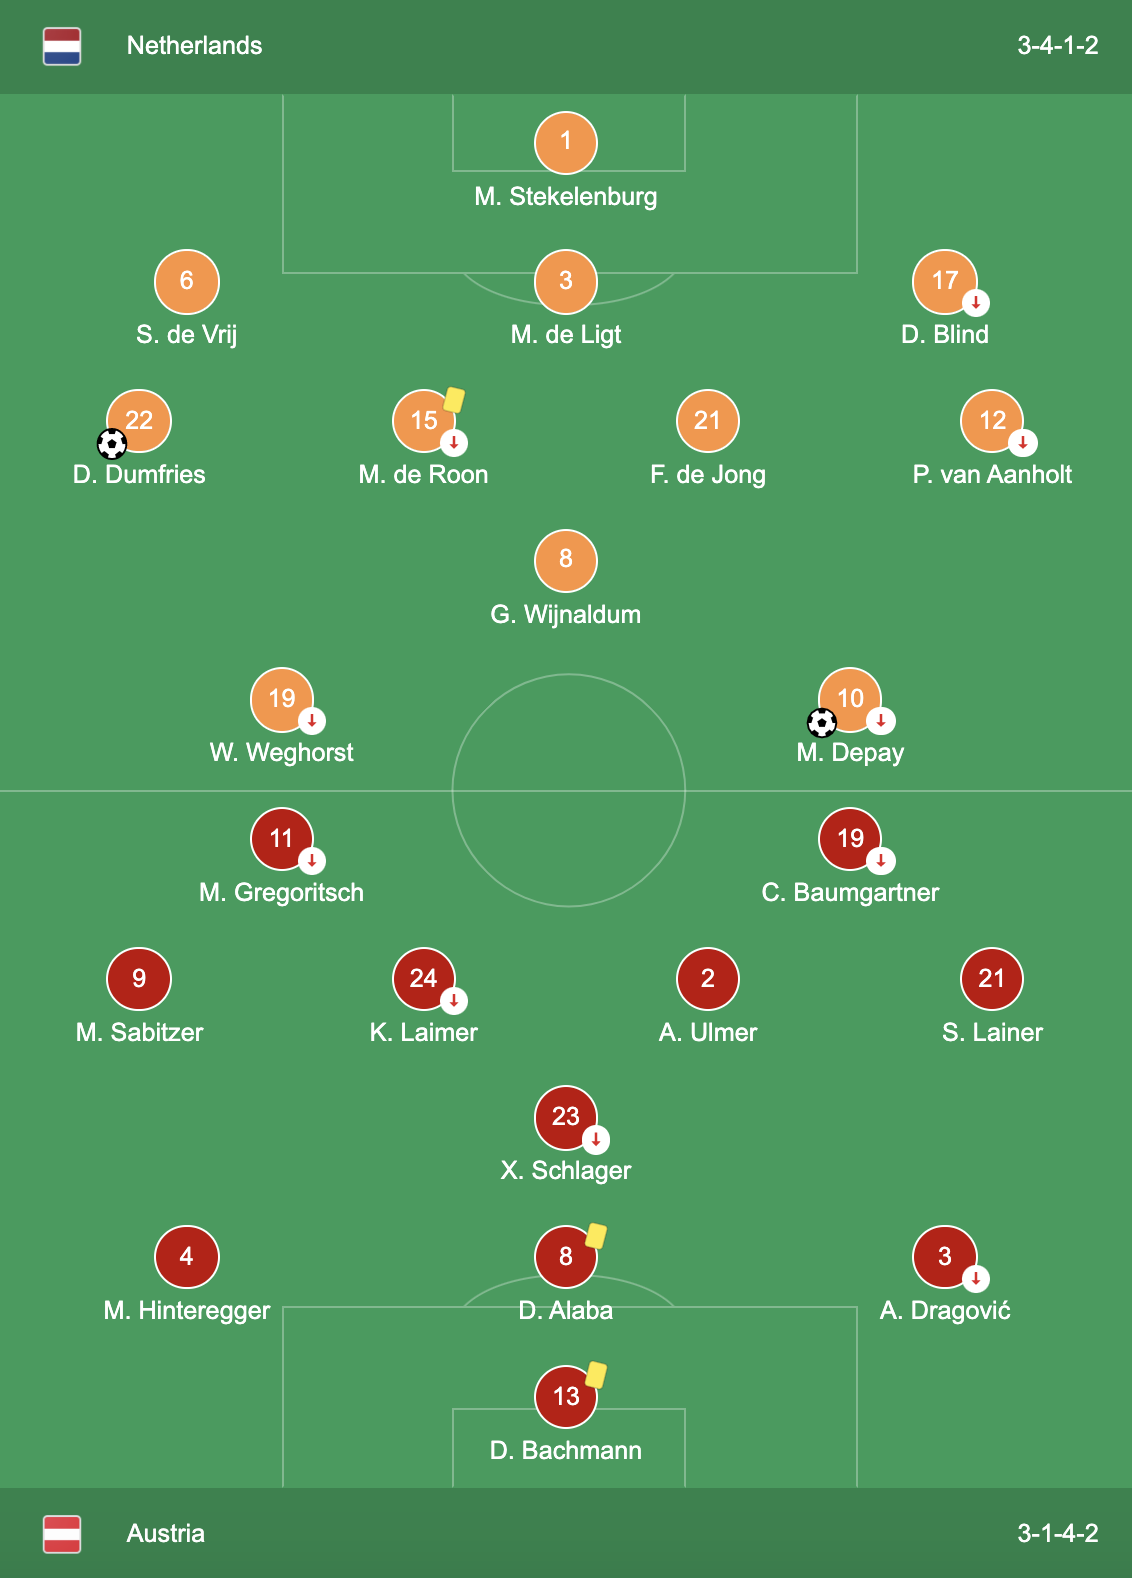 Netherlands 3-4-1-2
1
M. Stekelenburg
6 3 17
S. de Vrij M. de Ligt D. Blind
22 15 21 12
D. Dumfries M. de Roon F. de Jong P. van Aanholt
8
G. Wijnaldum
19 10
W. Weghorst M. Depay
11 19
M. Gregoritsch C. Baumgartner
9 24 2 21
M. Sabitzer K. Laimer A. Ulmer S. Lainer
23
X. Schlager
4 8 3
M. Hinteregger D. Alaba A. Dragović
13
D. Bachmann
Austria 3-1-4-2